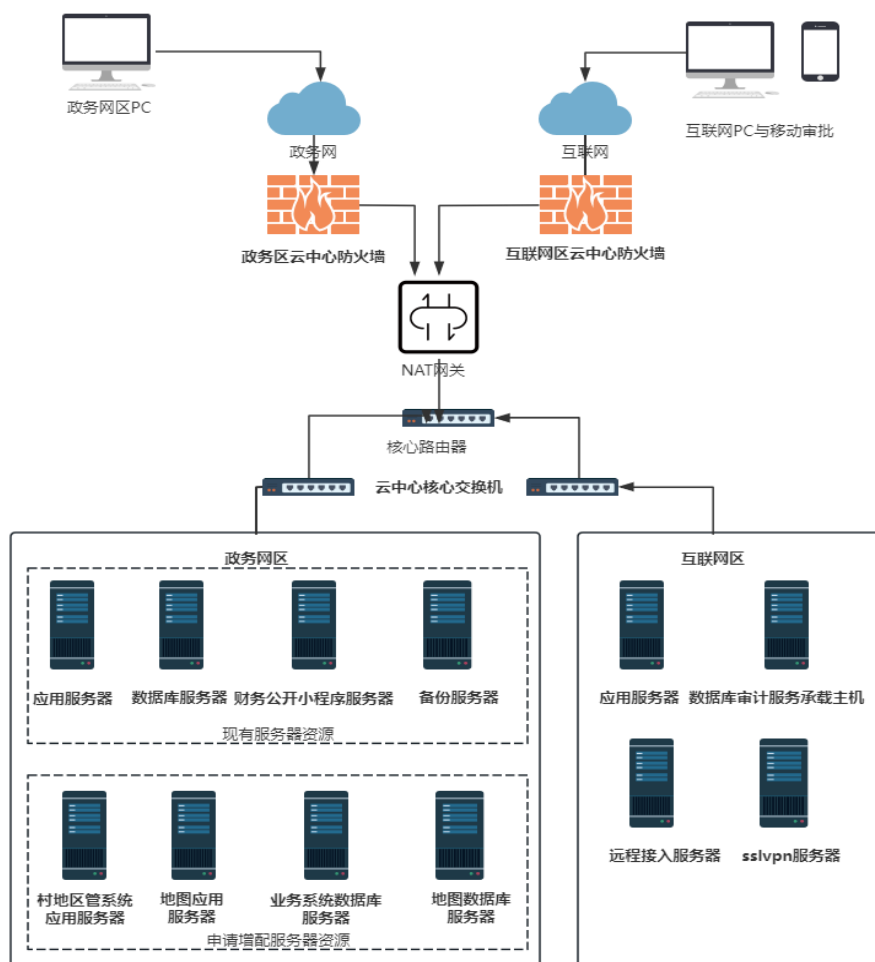 政务网区PC
互联网PC与移动审批
政务网
互联网
政务区云中心防火墙
互联网区云中心防火墙
NAT网关
核心路由器
云中心核心交换机
政务网区
应用服务器
数据库服务器
财务公开小程序服务器
备份服务器
现有服务器资源
村地区管系统
应用服务器
地图应用
服务器
业务系统数据库
服务器
地图数据库
服务器
申请增配服务器资源
互联网区
应用服务器
数据库审计服务承载主机
远程接入服务器
sslvpn服务器